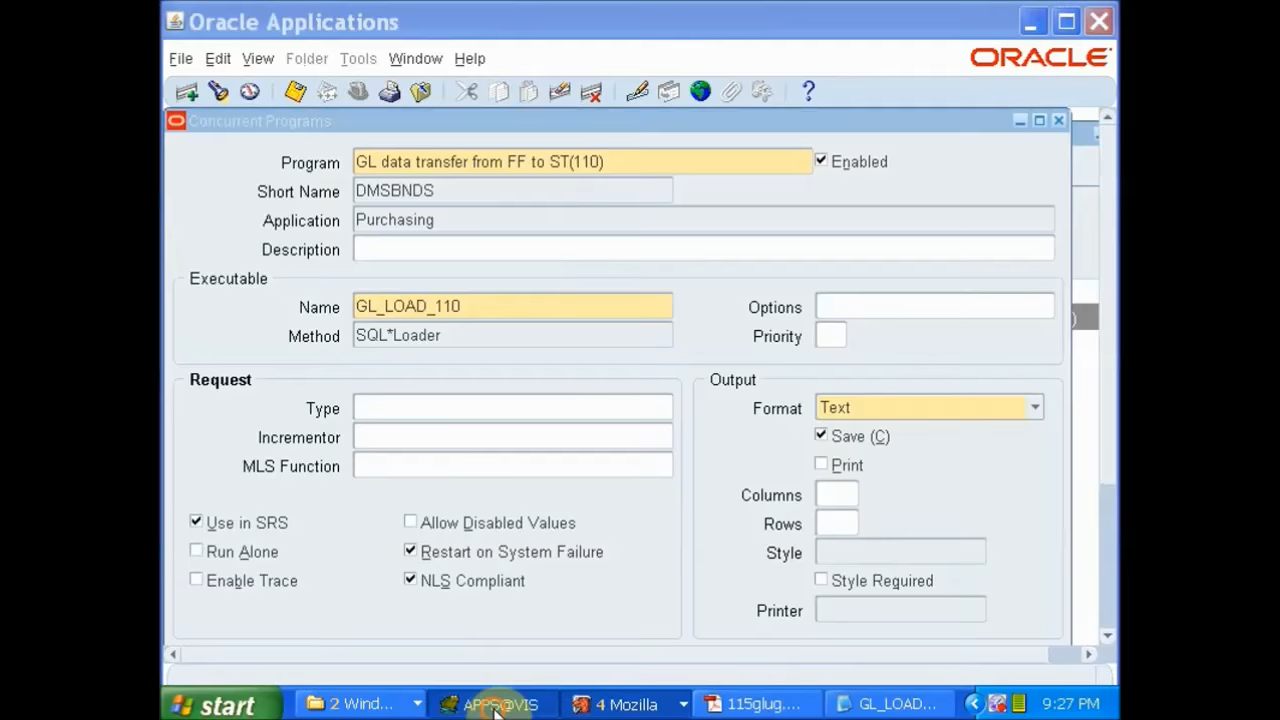 Oracle Applications
File Edit View Folder Tools Window Help
ORACLE
Concurrent Programs
Program GL data transfer from FF to ST(110) Enabled
Short Name DMSBNDS
Application Purchasing
Description
Executable
Name GL_LOAD_110 Options
Method SQL*Loader Priority
Request Output
Type Format Text
Incrementor Save (C)
MLS Function Print
Columns
Use in SRS Allow Disabled Values Rows
Run Alone Restart on System Failure Style
Enable Trace NLS Compliant Style Required
Printer
start 2 Wind... APPS@VIS 4 Mozilla 115glug.... GL_LOAD... 9:27 PM